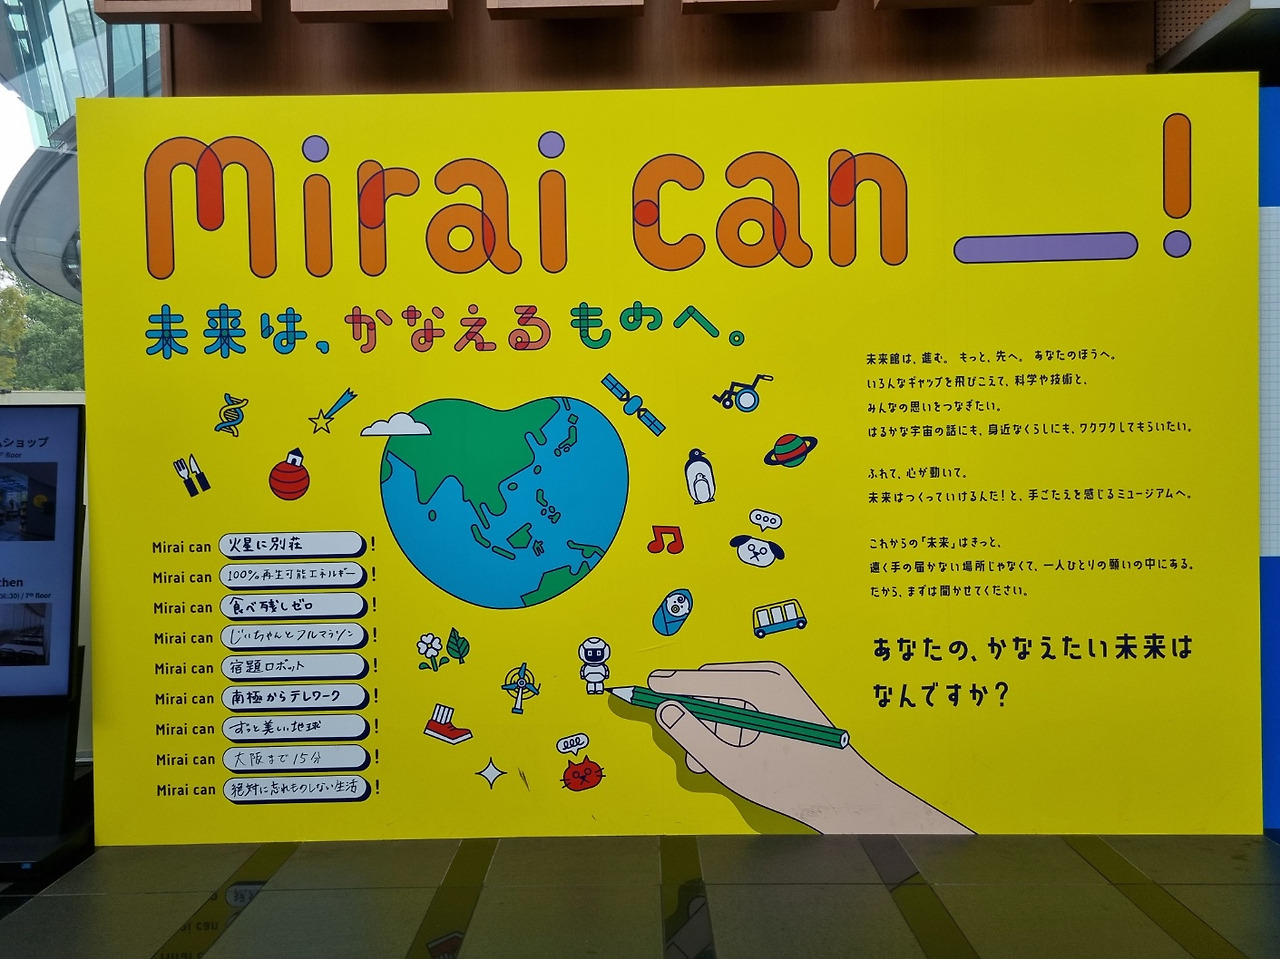 Mirai can __!
未来は、かなえるものへ。
未来館は、進む。 もっと、先へ。 あなたのほうへ。
いろんなギャップを飛びこえて、科学や技術と、
みんなの思いをつなぎたい。
はるかな宇宙の話にも、身近なくらしにも、ワクワクしてもらいたい。
ふれて、心が動いて。
未来はつくっていけるんだ!と、手ごたえを感じるミュージアムへ。
これからの「未来」はきっと、
遠く手の届かない場所じゃなくて、一人ひとりの願いの中にある。
だから、まずは聞かせてください。
あなたの、かなえたい未来は
なんですか?
Mirai can 火星に別荘!
Mirai can 100%再生可能エネルギー!
Mirai can 食べ残しゼロ!
Mirai can じいちゃんとフルマラソン!
Mirai can 宿題ロボット!
Mirai can 南極からテレワーク!
Mirai can ずっと美しい地球!
Mirai can 大阪まで15分!
Mirai can 絶対に忘れものしない生活!
ショップ
floor
chen
/ 7th floor